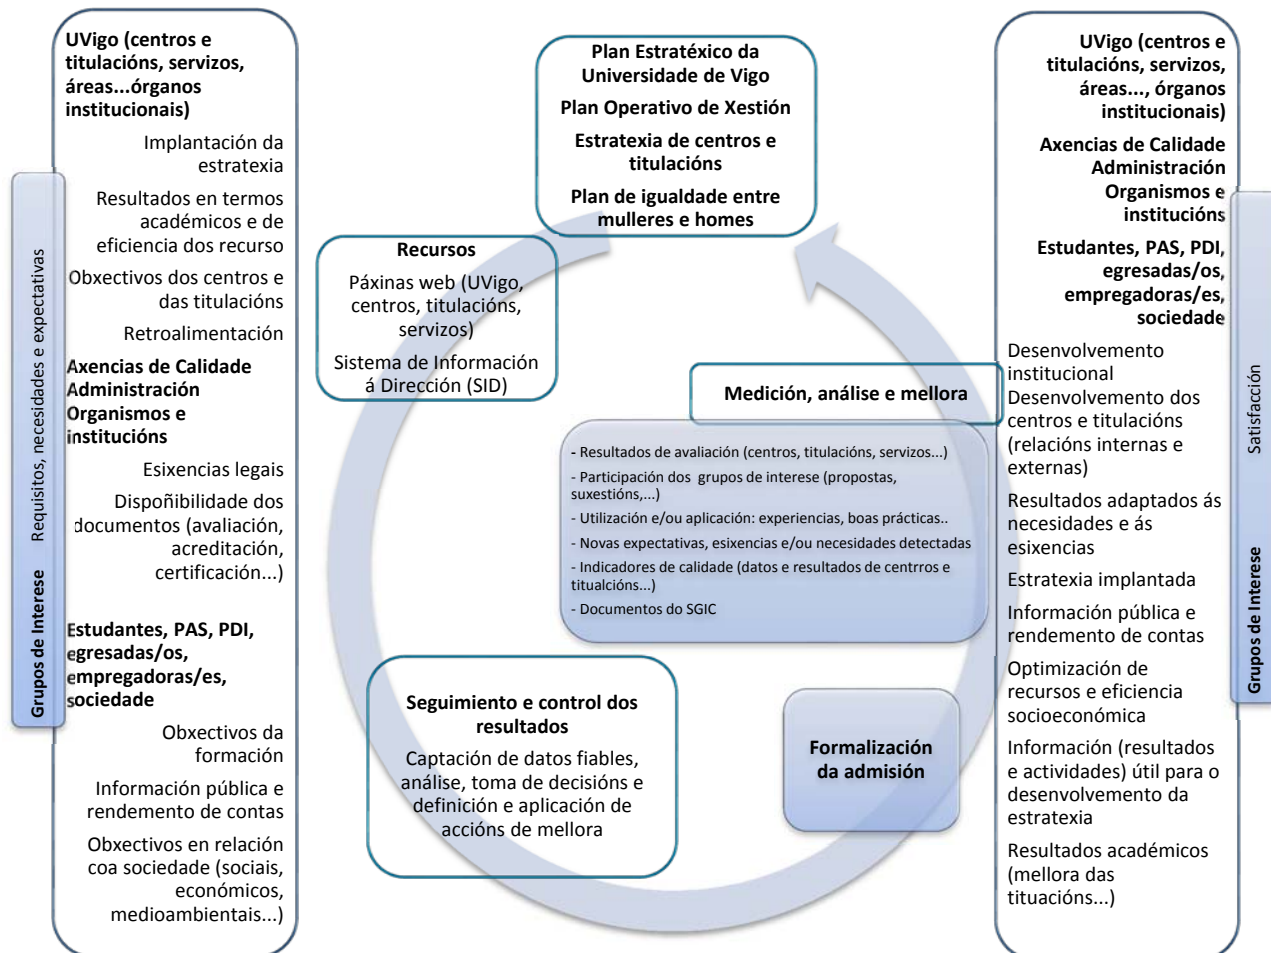 UVigo (centros e
titulacións, servizos,
áreas...órganos
institucionais)
Implantación da
estratexia
Resultados en termos
académicos e de
eficiencia dos recurso
Obxectivos dos centros e
das titulacións
Retroalimentación
Axencias de Calidade
Administración
Organismos e
institucións
Esixencias legais
Dispoñibilidade dos
documentos (avaliación,
acreditación,
certificación...)
Estudantes, PAS, PDI,
egresadas/os,
empregadoras/es,
sociedade
Obxectivos da
formación
Información pública e
rendemento de contas
Obxectivos en relación
coa sociedade (sociais,
económicos,
medioambientais...)
Grupos de Interese Requisitos, necesidades e expectativas
Plan Estratéxico da
Universidade de Vigo
Plan Operativo de Xestión
Estratexia de centros e
titulacións
Plan de igualdade entre
mulleres e homes
Recursos
Páxinas web (UVigo,
centros, titulacións,
servizos)
Sistema de Información
á Dirección (SID)
Medición, análise e mellora
- Resultados de avaliación (centros, titulacións, servizos...)
- Participación dos grupos de interese (propostas,
suxestións,...)
- Utilización e/ou aplicación: experiencias, boas prácticas..
- Novas expectativas, esixencias e/ou necesidades detectadas
- Indicadores de calidade (datos e resultados de centrros e
titualcións...)
- Documentos do SGIC
Seguimiento e control dos
resultados
Captación de datos fiables,
análise, toma de decisións e
definición e aplicación de
accións de mellora
Formalización
da admisión
UVigo (centros e
titulacións, servizos,
áreas..., órganos
institucionais)
Axencias de Calidade
Administración
Organismos e
institucións
Estudantes, PAS, PDI,
egresadas/os,
empregadoras/es,
sociedade
Desenvolvemento
institucional
Desenvolvemento dos
centros e titulacións
(relacións internas e
externas)
Resultados adaptados ás
necesidades e ás
esixencias
Estratexia implantada
Información pública e
rendemento de contas
Optimización de
recursos e eficiencia
socioeconómica
Información (resultados
e actividades) útil para o
desenvolvemento da
estratexia
Resultados académicos
(mellora das
tituacións...)
Grupos de Interese Satisfacción